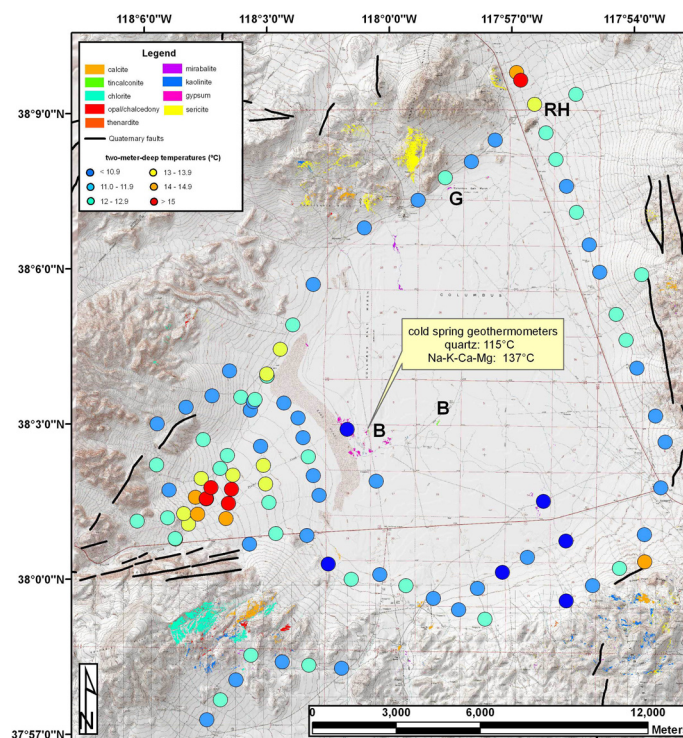 118°6'0"W 118°3'0"W 118°0'0"W 117°57'0"W 117°54'0"W
Legend
calcite mirabalite
tincalconite kaolinite
chlorite gypsum
opal/chalcedony sericite
thenardite
Quaternary faults
two-meter-deep temperatures (ºC)
< 10.9 13 - 13.9
11.0 - 11.9 14 - 14.9
12 - 12.9 > 15
38°9'0"N
RH
G
38°6'0"N
COLUMBUS
cold spring geothermometers
quartz: 115°C
Na-K-Ca-Mg: 137°C
38°3'0"N
B
B
38°0'0"N
N
0 3,000 6,000 12,000
Meter
37°57'0"N